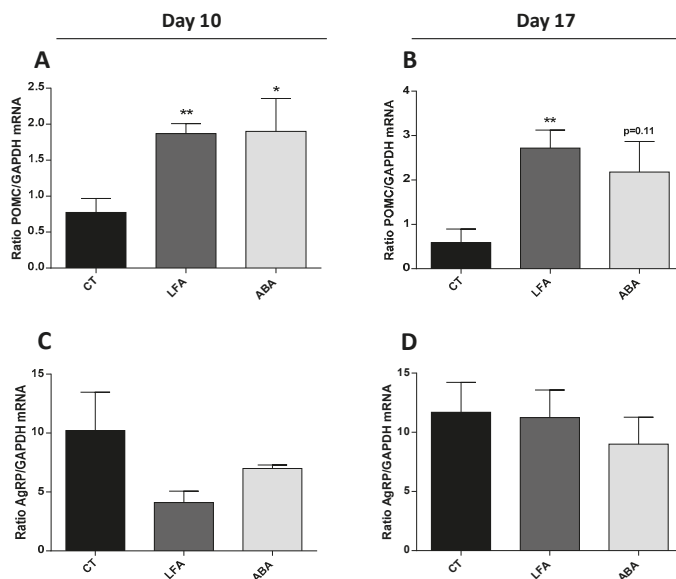 Day 10
Day 17
A
Ratio POMC/GAPDH mRNA
2.5
2.0
1.5
1.0
0.5
0.0
**
*
CT
LFA
ABA
B
Ratio POMC/GAPDH mRNA
4
3
2
1
0
**
p=0.11
CT
LFA
ABA
C
Ratio AgRP/GAPDH mRNA
15
10
5
0
CT
LFA
ABA
D
Ratio AgRP/GAPDH mRNA
15
10
5
0
CT
LFA
ABA